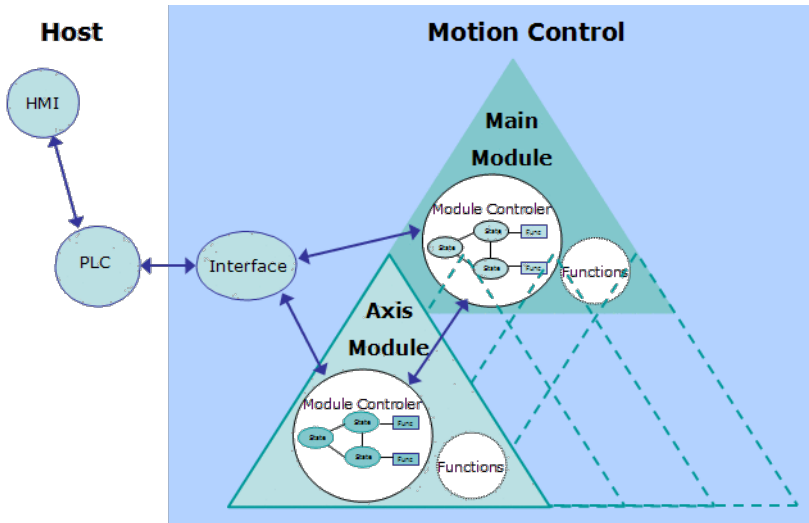 Host
Motion Control
HMI
Main
Module
Module Controler
State
Func
State
State
Func
PLC
Interface
Functions
Axis
Module
Module Controler
State
Func
State
State
Func
Functions